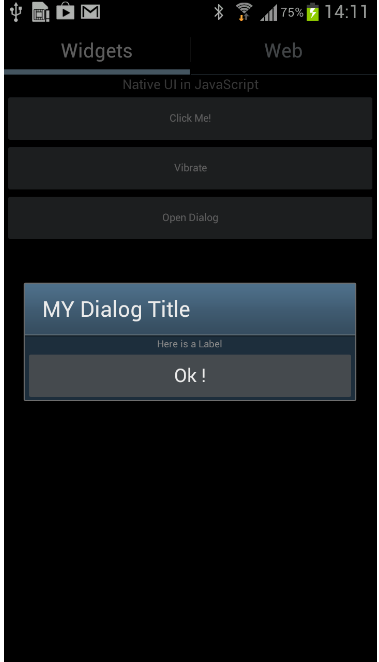 75% 14:11
Widgets Web
Native UI in JavaScript
Click Me!
Vibrate
Open Dialog
MY Dialog Title
Here is a Label
Ok !